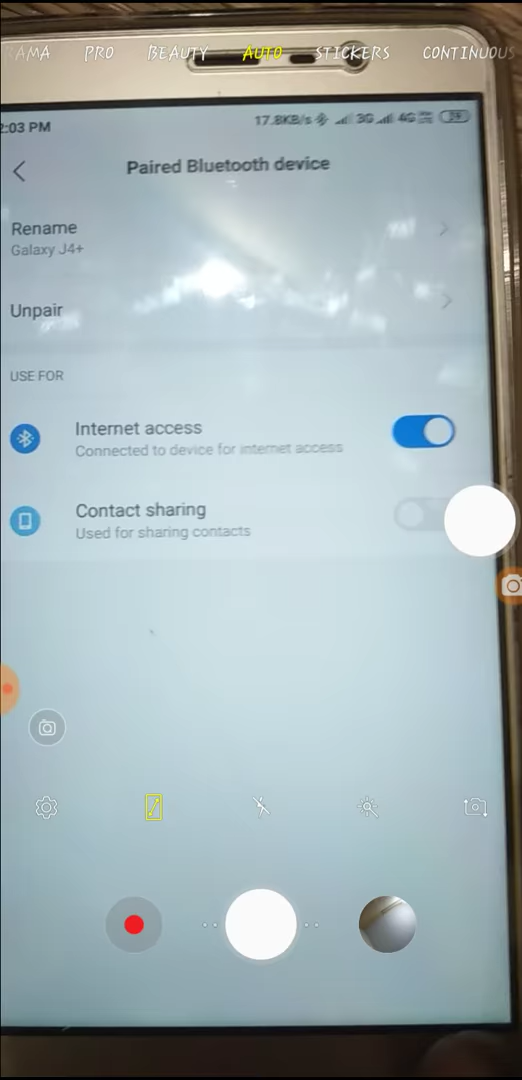 PRO BEAUTY AUTO STICKERS CONTINUOUS
2:03 PM 17.8KB/s 3G 4G
Paired Bluetooth device
Rename
Galaxy J4+
Unpair
USE FOR
Internet access
Connected to device for internet access
Contact sharing
Used for sharing contacts